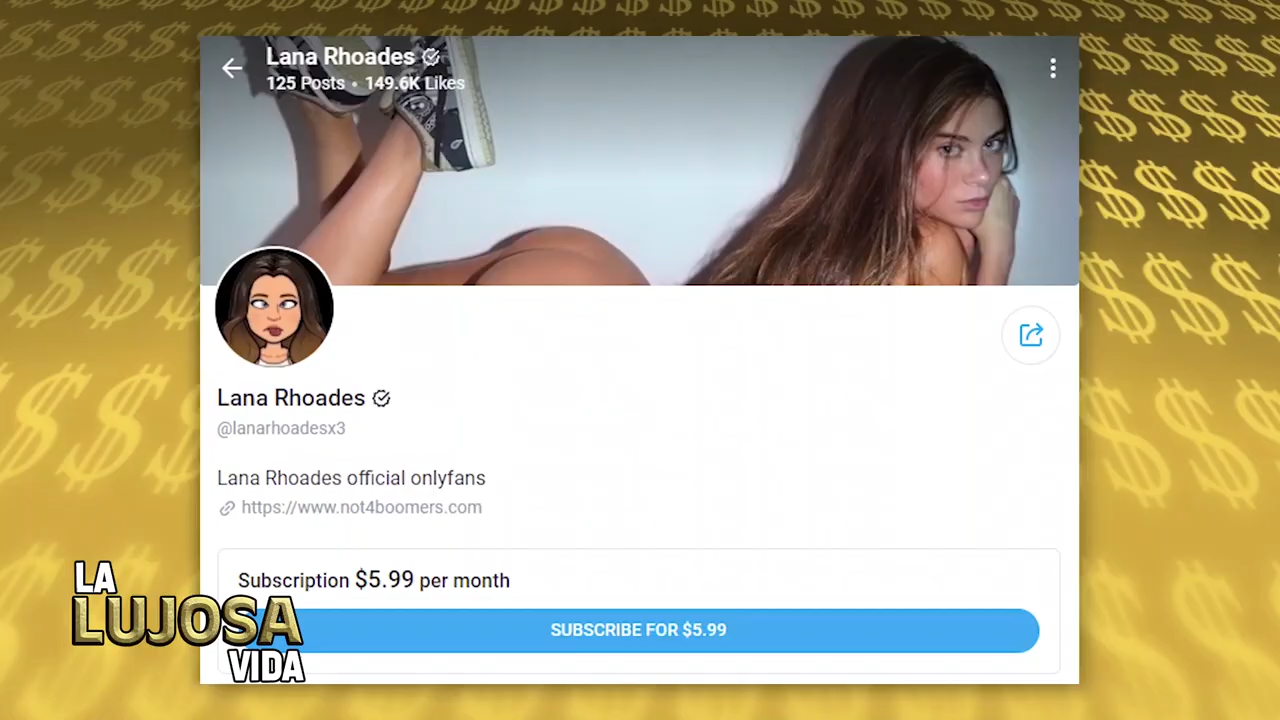 Lana Rhoades
125 Posts • 149.6K Likes
Lana Rhoades
@lanarhoadesx3
Lana Rhoades official onlyfans
https://www.not4boomers.com
Subscription $5.99 per month
SUBSCRIBE FOR $5.99
LA
LUJOSA
VIDA